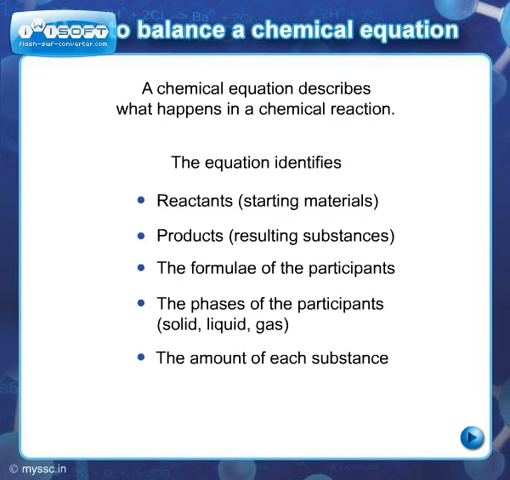 iWiSOFT
flash-swf-converter.com
to balance a chemical equation
A chemical equation describes
what happens in a chemical reaction.
The equation identifies
• Reactants (starting materials)
• Products (resulting substances)
• The formulae of the participants
• The phases of the participants
(solid, liquid, gas)
• The amount of each substance
© myssc.in